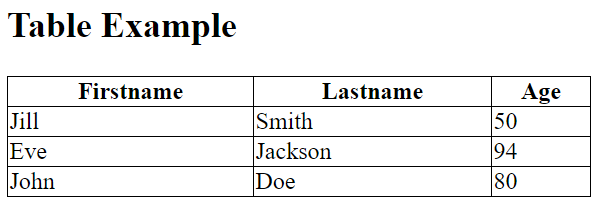 Table Example
Firstname Lastname Age
Jill Smith 50
Eve Jackson 94
John Doe 80